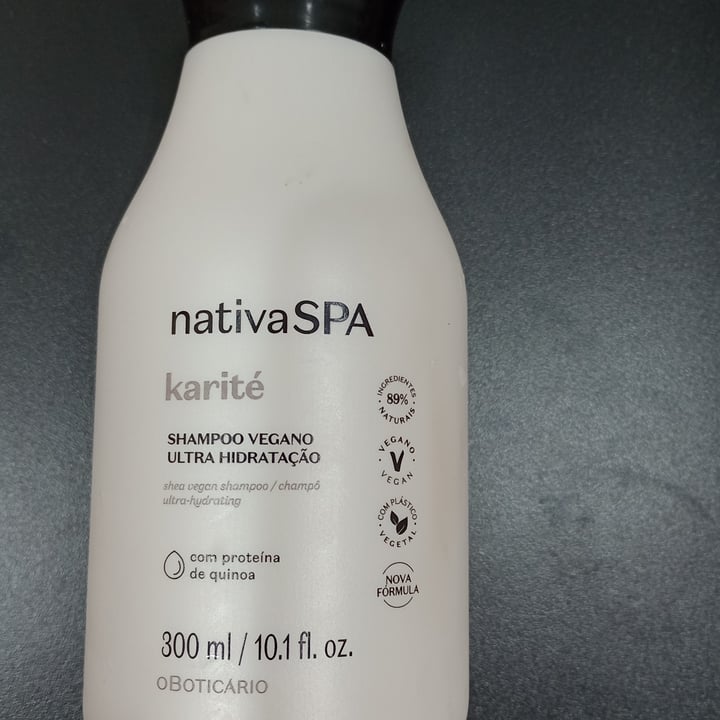 nativaSPA
karité
SHAMPOO VEGANO
ULTRA HIDRATAÇÃO
shea vegan shampoo / champô
ultra-hydrating
com proteína
de quinoa
300 ml / 10.1 fl. oz.
oBOTICÁRIO
INGREDIENTES
89%
NATURAIS
VEGANO
V
VEGAN
COM PLÁSTICO
VEGETAL
NOVA
FÓRMULA